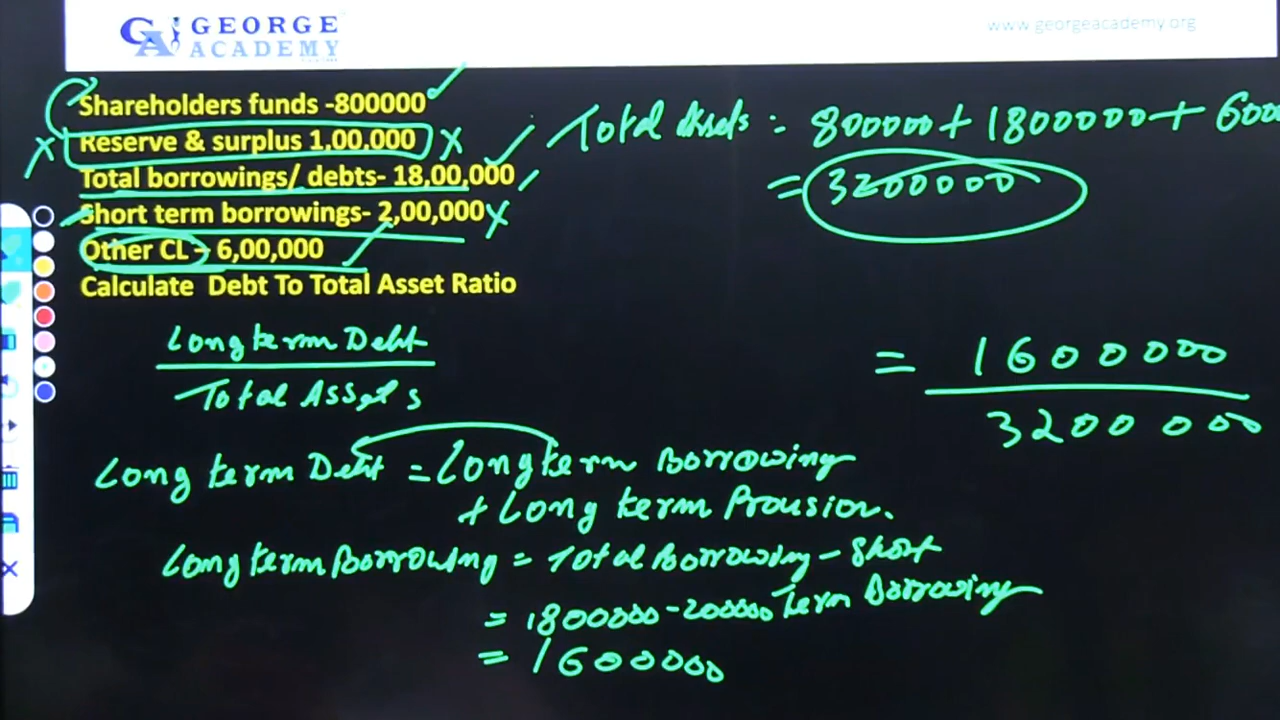 GEORGE
ACADEMY
www.georgeacademy.org
Shareholders funds -800000
Reserve & surplus 1,00,000
Total borrowings/ debts- 18,00,000
Short term borrowings- 2,00,000
Other CL – 6,00,000
Calculate Debt To Total Asset Ratio
Total Assets = 800000 + 1800000 + 6000
= 3200000
Long term Debt
Total Assets
= 1600000
3200000
Long term Debt = Long term Borrowing
+ Long term Provision.
Long term Borrowing = Total Borrowing - Short
Term Borrowing
= 1800000 - 200000
= 1600000